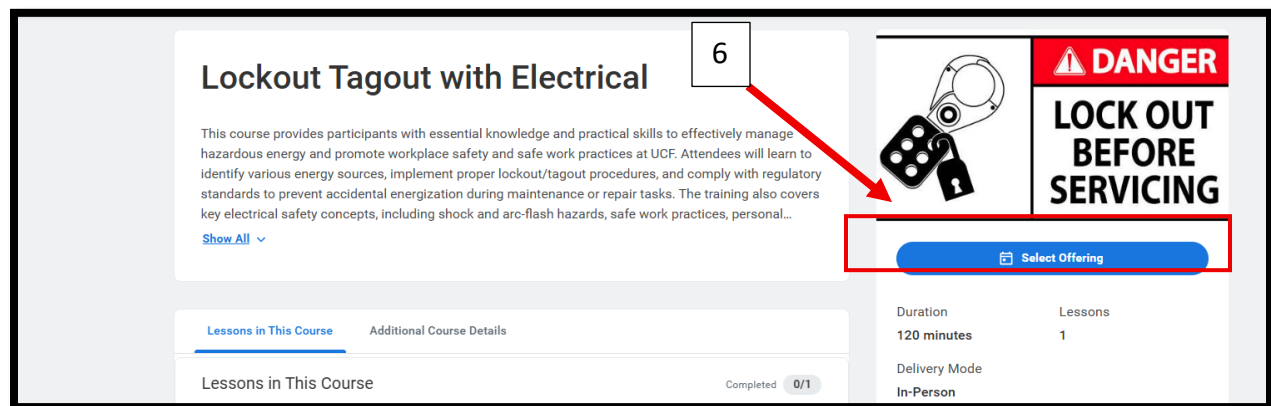 6
Lockout Tagout with Electrical
This course provides participants with essential knowledge and practical skills to effectively manage
hazardous energy and promote workplace safety and safe work practices at UCF. Attendees will learn to
identify various energy sources, implement proper lockout/tagout procedures, and comply with regulatory
standards to prevent accidental energization during maintenance or repair tasks. The training also covers
key electrical safety concepts, including shock and arc-flash hazards, safe work practices, personal...
Show All
DANGER
LOCK OUT
BEFORE
SERVICING
Select Offering
Duration
120 minutes
Lessons
1
Delivery Mode
In-Person
Lessons in This Course
Additional Course Details
Lessons in This Course
Completed 0/1